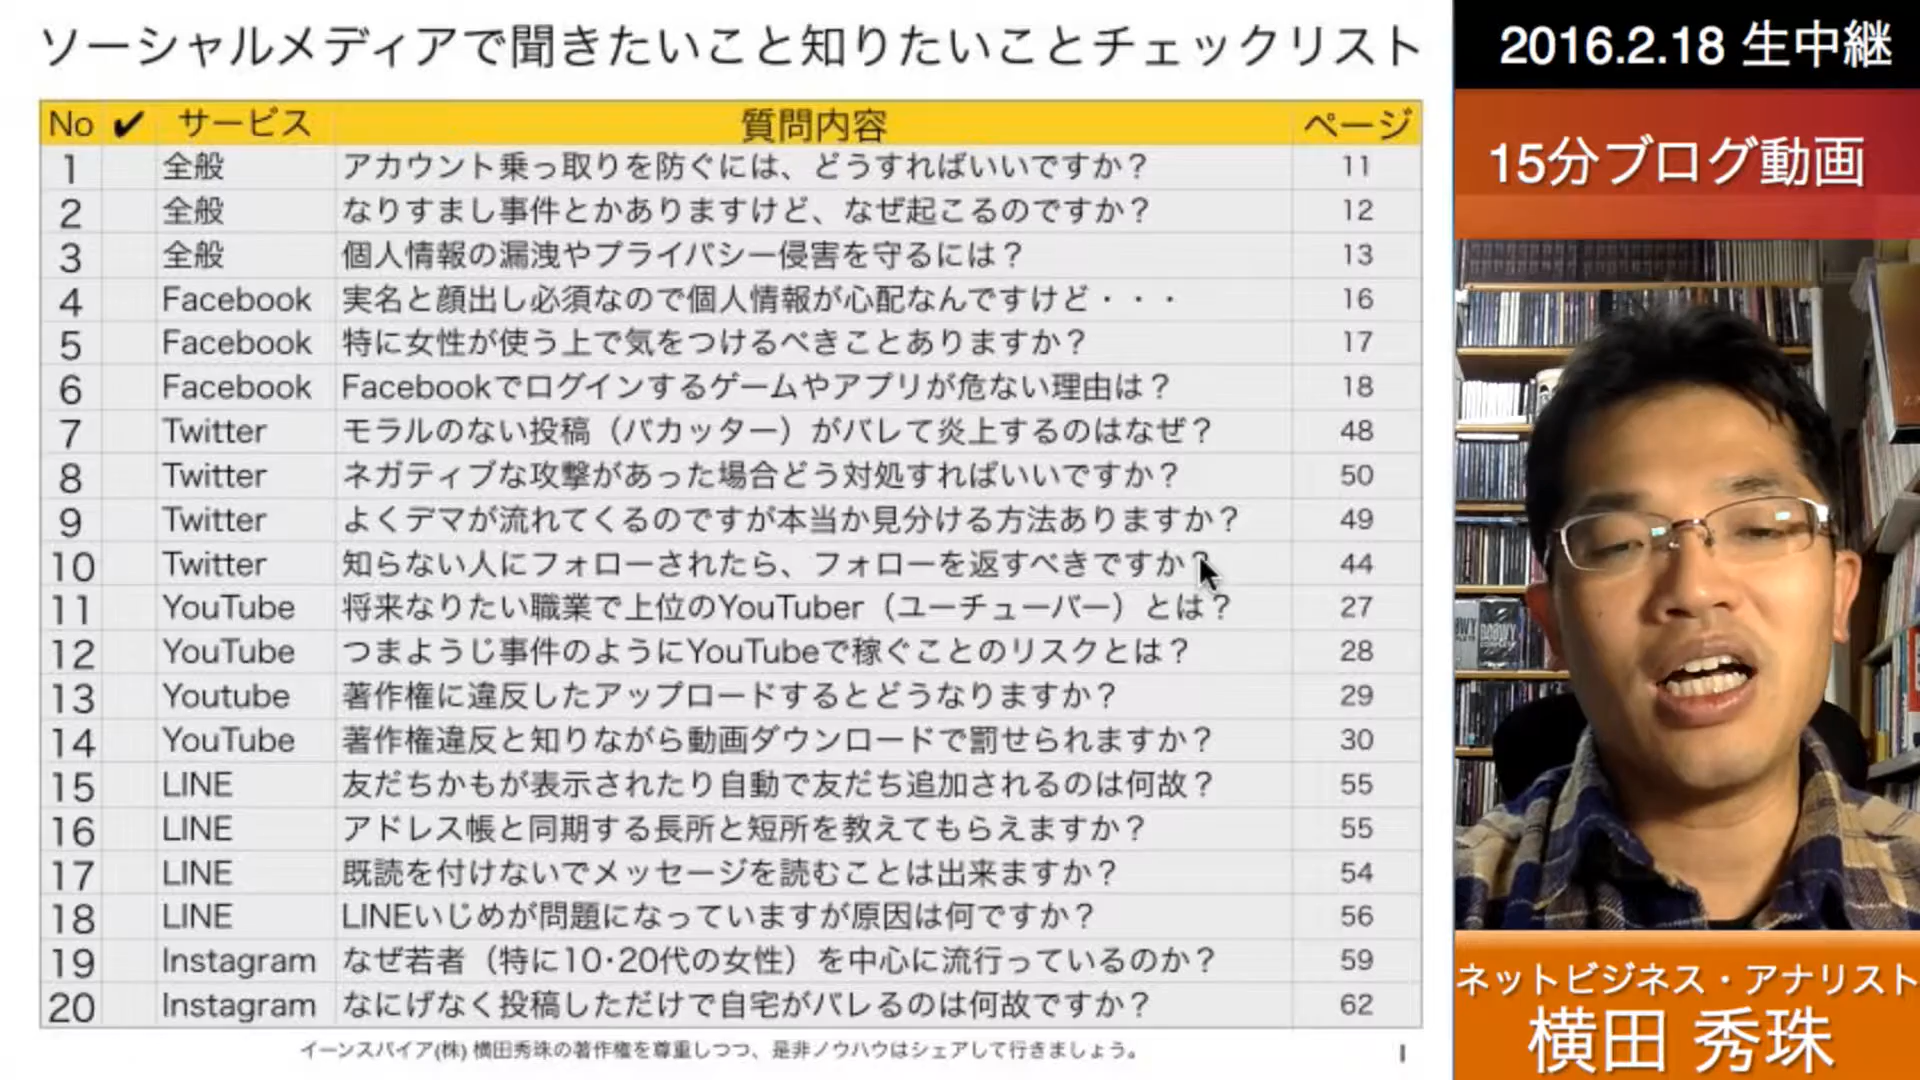 ソーシャルメディアで聞きたいこと知りたいことチェックリスト
No ✔ サービス 質問内容 ページ
1 全般 アカウント乗っ取りを防ぐには、どうすればいいですか？ 11
2 全般 なりすまし事件とかありますけど、なぜ起こるのですか？ 12
3 全般 個人情報の漏洩やプライバシー侵害を守るには？ 13
4 Facebook 実名と顔出し必須なので個人情報が心配なんですけど・・・ 16
5 Facebook 特に女性が使う上で気をつけるべきことありますか？ 17
6 Facebook Facebookでログインするゲームやアプリが危ない理由は？ 18
7 Twitter モラルのない投稿（バカッター）がバレて炎上するのはなぜ？ 48
8 Twitter ネガティブな攻撃があった場合どう対処すればいいですか？ 50
9 Twitter よくデマが流れてくるのですが本当か見分ける方法ありますか？ 49
10 Twitter 知らない人にフォローされたら、フォローを返すべきですか？ 44
11 YouTube 将来なりたい職業で上位のYouTuber（ユーチューバー）とは？ 27
12 YouTube つまようじ事件のようにYouTubeで稼ぐことのリスクとは？ 28
13 Youtube 著作権に違反したアップロードするとどうなりますか？ 29
14 YouTube 著作権違反と知りながら動画ダウンロードで罰せられますか？ 30
15 LINE 友だちかもが表示されたり自動で友だち追加されるのは何故？ 55
16 LINE アドレス帳と同期する長所と短所を教えてもらえますか？ 55
17 LINE 既読を付けないでメッセージを読むことは出来ますか？ 54
18 LINE LINEいじめが問題になっていますが原因は何ですか？ 56
19 Instagram なぜ若者（特に10･20代の女性）を中心に流行っているのか？ 59
20 Instagram なにげなく投稿しただけで自宅がバレるのは何故ですか？ 62
イーンスパイア(株) 横田秀珠の著作権を尊重しつつ、是非ノウハウはシェアして行きましょう。 1
2016.2.18 生中継
15分ブログ動画
ネットビジネス・アナリスト
横田 秀珠